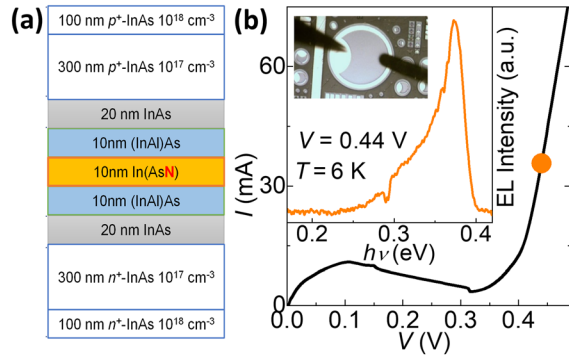 (a)
100 nm p⁺-InAs 10¹⁸ cm⁻³
300 nm p⁺-InAs 10¹⁷ cm⁻³
20 nm InAs
10nm (InAl)As
10nm In(AsN)
10nm (InAl)As
20 nm InAs
300 nm n⁺-InAs 10¹⁷ cm⁻³
100 nm n⁺-InAs 10¹⁸ cm⁻³
(b)
60
30
0
I (mA)
V = 0.44 V
T = 6 K
0.2 0.3 0.4
hν (eV)
EL Intensity (a.u.)
0.0 0.1 0.2 0.3 0.4
V (V)